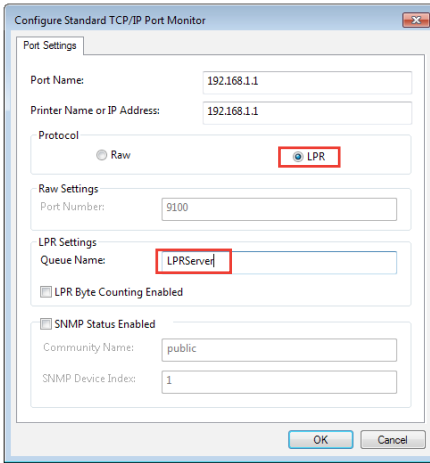 Configure Standard TCP/IP Port Monitor
Port Settings
Port Name: 192.168.1.1
Printer Name or IP Address: 192.168.1.1
Protocol
Raw LPR
Raw Settings
Port Number: 9100
LPR Settings
Queue Name: LPRServer
LPR Byte Counting Enabled
SNMP Status Enabled
Community Name: public
SNMP Device Index: 1
OK Cancel